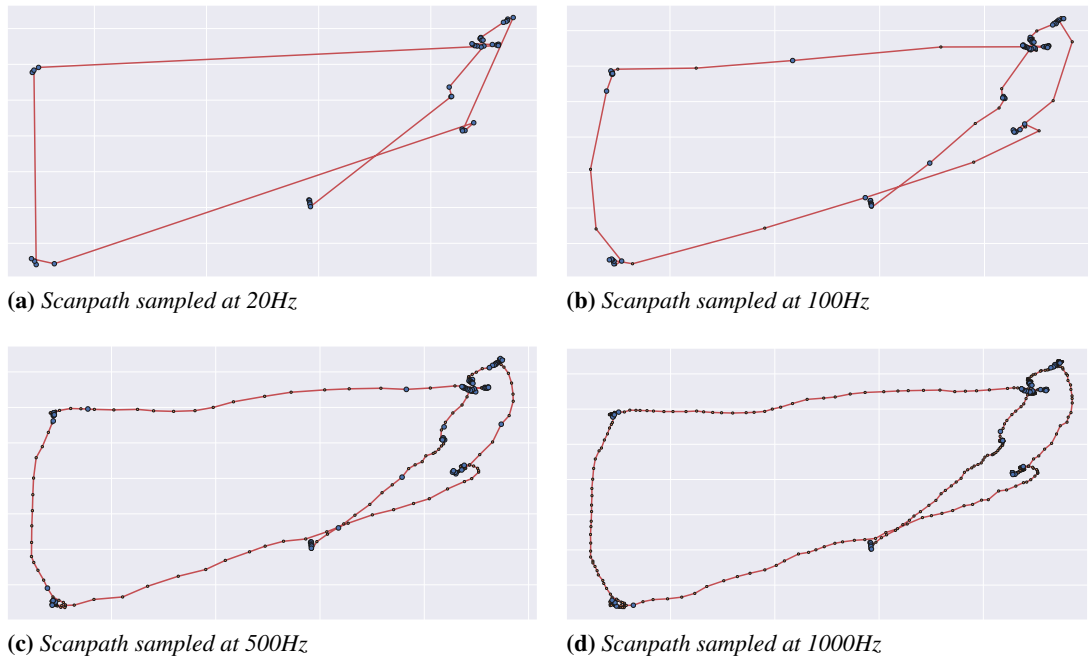 (a) Scanpath sampled at 20Hz
(b) Scanpath sampled at 100Hz
(c) Scanpath sampled at 500Hz
(d) Scanpath sampled at 1000Hz